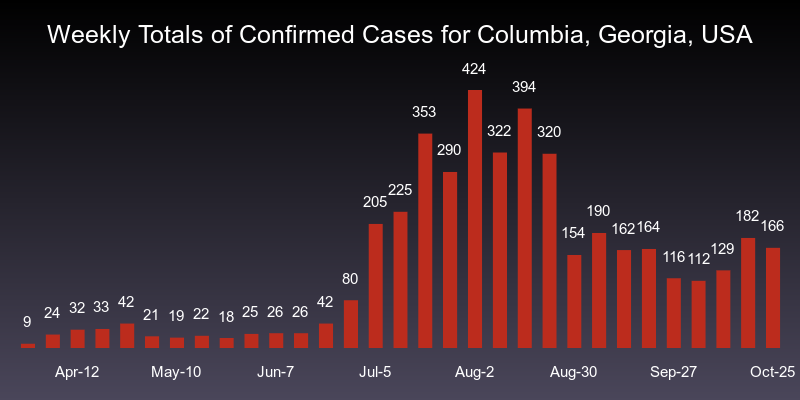 Weekly Totals of Confirmed Cases for Columbia, Georgia, USA
9 24 32 33 42 21 19 22 18 25 26 26 42 80 205 225 353 290 424 322 394 320 154 190 162 164 116 112 129 182 166
Apr-12 May-10 Jun-7 Jul-5 Aug-2 Aug-30 Sep-27 Oct-25